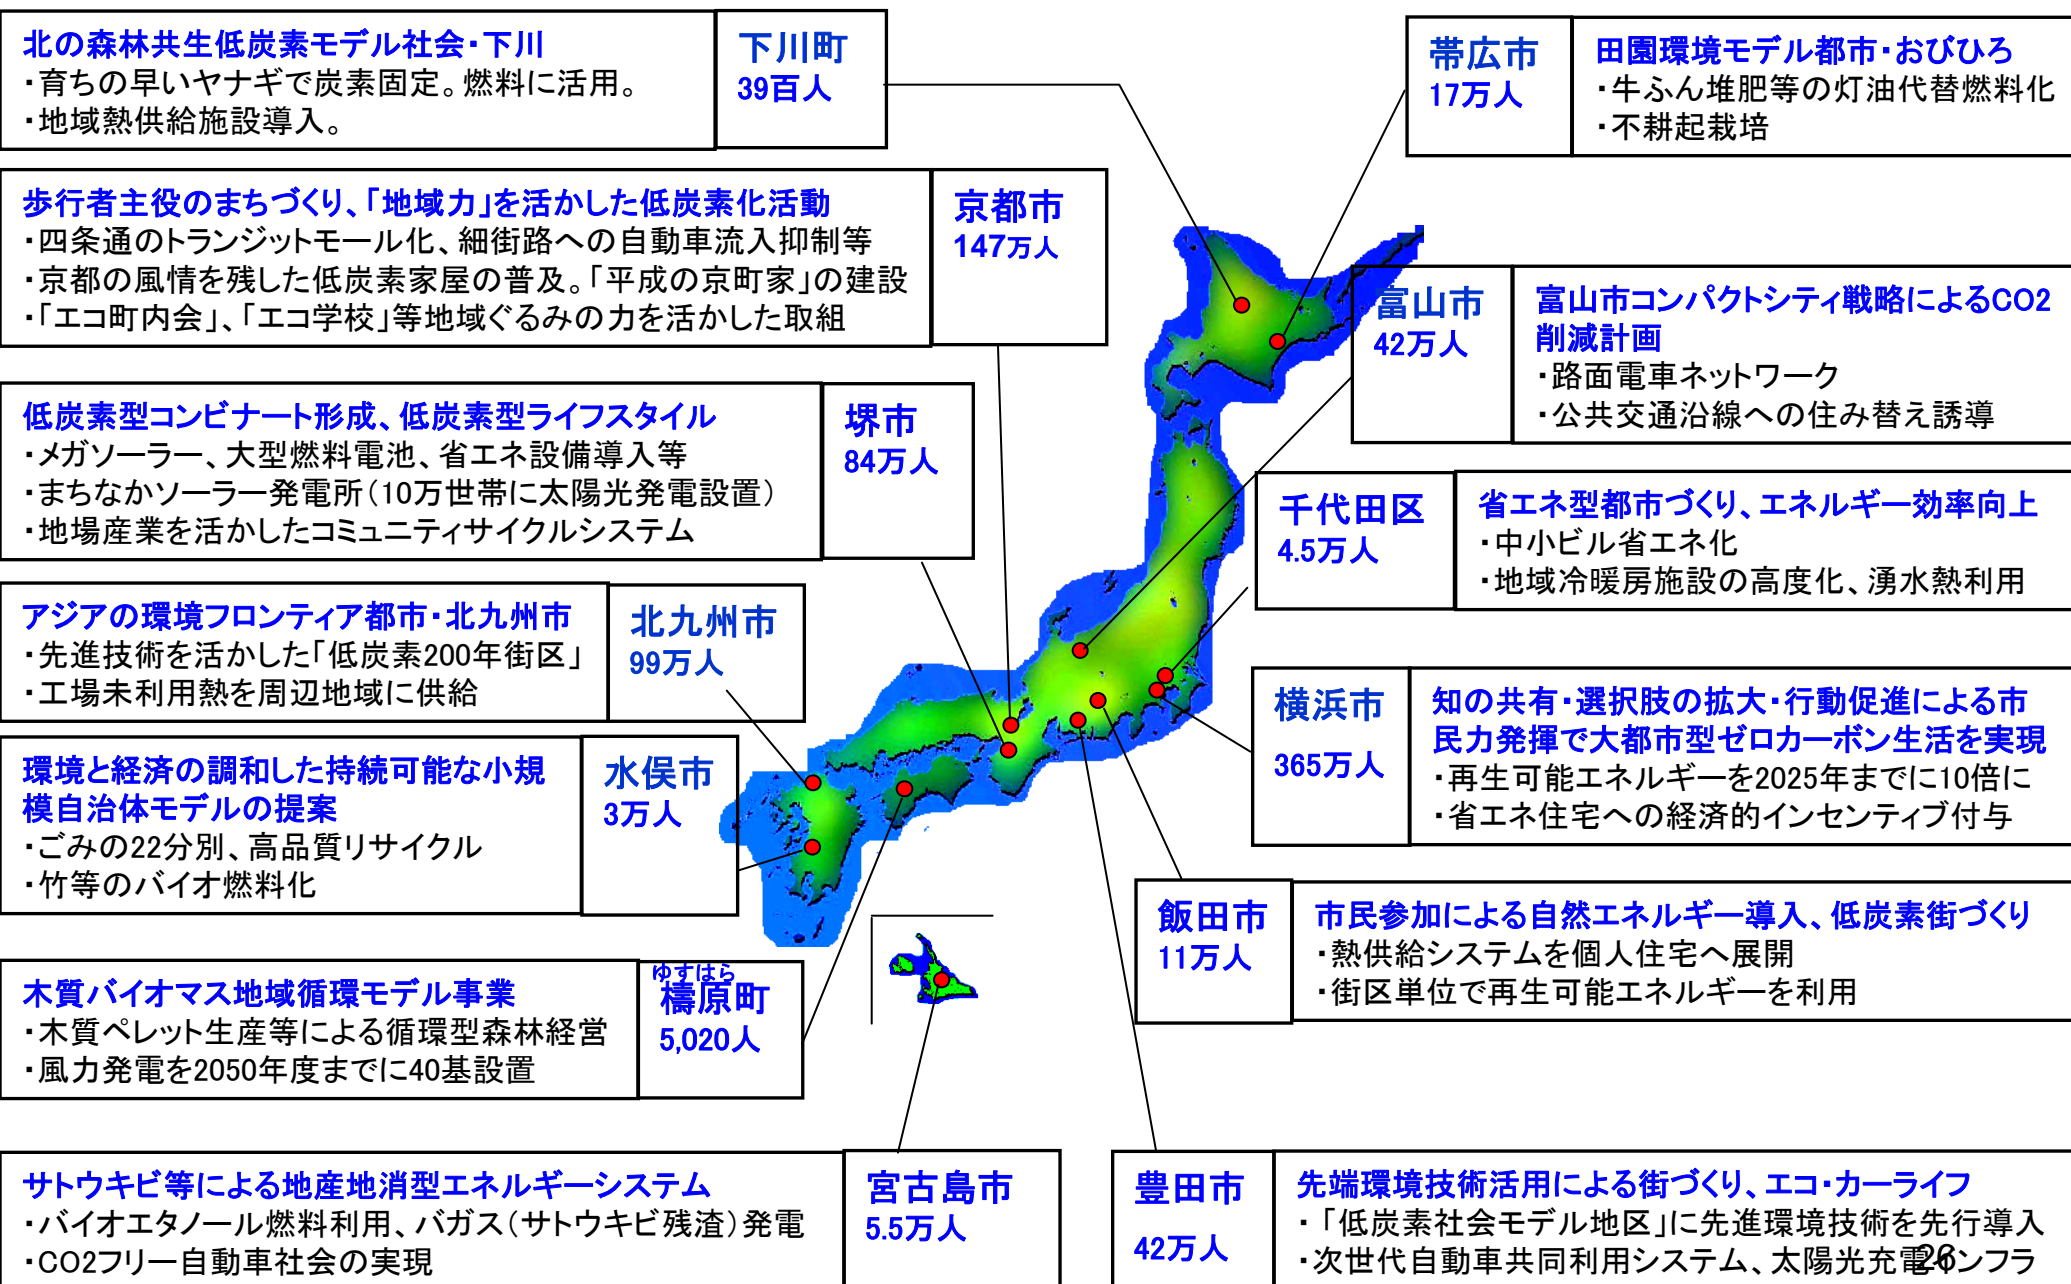 北の森林共生低炭素モデル社会・下川
・育ちの早いヤナギで炭素固定。燃料に活用。
・地域熱供給施設導入。
下川町
39百人
帯広市
17万人
田園環境モデル都市・おびひろ
・牛ふん堆肥等の灯油代替燃料化
・不耕起栽培
歩行者主役のまちづくり、「地域力」を活かした低炭素化活動
・四条通のトランジットモール化、細街路への自動車流入抑制等
・京都の風情を残した低炭素家屋の普及。「平成の京町家」の建設
・「エコ町内会」、「エコ学校」等地域ぐるみの力を活かした取組
京都市
147万人
富山市
42万人
富山市コンパクトシティ戦略によるCO2
削減計画
・路面電車ネットワーク
・公共交通沿線への住み替え誘導
低炭素型コンビナート形成、低炭素型ライフスタイル
・メガソーラー、大型燃料電池、省エネ設備導入等
・まちなかソーラー発電所(10万世帯に太陽光発電設置)
・地場産業を活かしたコミュニティサイクルシステム
堺市
84万人
千代田区
4.5万人
省エネ型都市づくり、エネルギー効率向上
・中小ビル省エネ化
・地域冷暖房施設の高度化、湧水熱利用
アジアの環境フロンティア都市・北九州市
・先進技術を活かした「低炭素200年街区」
・工場未利用熱を周辺地域に供給
北九州市
99万人
横浜市
365万人
知の共有・選択肢の拡大・行動促進による市
民力発揮で大都市型ゼロカーボン生活を実現
・再生可能エネルギーを2025年までに10倍に
・省エネ住宅への経済的インセンティブ付与
環境と経済の調和した持続可能な小規
模自治体モデルの提案
・ごみの22分別、高品質リサイクル
・竹等のバイオ燃料化
水俣市
3万人
飯田市
11万人
市民参加による自然エネルギー導入、低炭素街づくり
・熱供給システムを個人住宅へ展開
・街区単位で再生可能エネルギーを利用
木質バイオマス地域循環モデル事業
・木質ペレット生産等による循環型森林経営
・風力発電を2050年度までに40基設置
ゆすはら
檮原町
5,020人
サトウキビ等による地産地消型エネルギーシステム
・バイオエタノール燃料利用、バガス(サトウキビ残渣)発電
・CO2フリー自動車社会の実現
宮古島市
5.5万人
豊田市
42万人
先端環境技術活用による街づくり、エコ・カーライフ
・「低炭素社会モデル地区」に先進環境技術を先行導入
・次世代自動車共同利用システム、太陽光充電インフラ
26